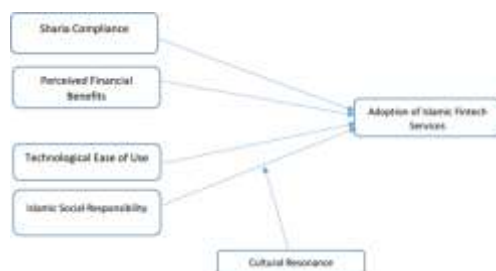 Sharia Compliance
Perceived Financial
Benefits
Adoption of Islamic Fintech
Services
Technological Ease of Use
Islamic Social Responsibility
Cultural Resonance